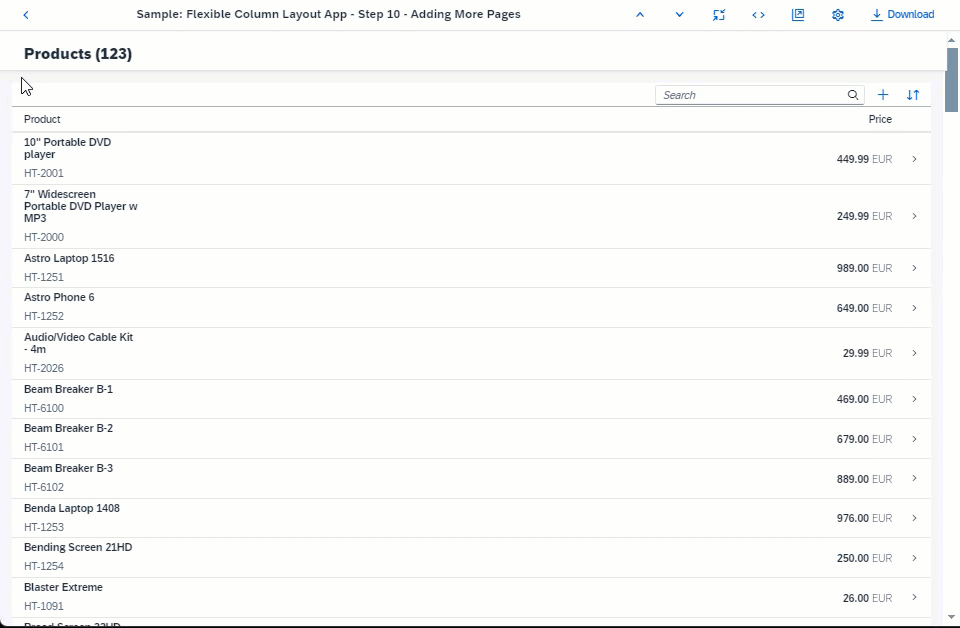 Sample: Flexible Column Layout App - Step 10 - Adding More Pages
Download
Products (123)
Search
Product Price
10" Portable DVD
player
HT-2001
449.99 EUR
7" Widescreen
Portable DVD Player w
MP3
HT-2000
249.99 EUR
Astro Laptop 1516
HT-1251
989.00 EUR
Astro Phone 6
HT-1252
649.00 EUR
Audio/Video Cable Kit
- 4m
HT-2026
29.99 EUR
Beam Breaker B-1
HT-6100
469.00 EUR
Beam Breaker B-2
HT-6101
679.00 EUR
Beam Breaker B-3
HT-6102
889.00 EUR
Benda Laptop 1408
HT-1253
976.00 EUR
Bending Screen 21HD
HT-1254
250.00 EUR
Blaster Extreme
HT-1091
26.00 EUR